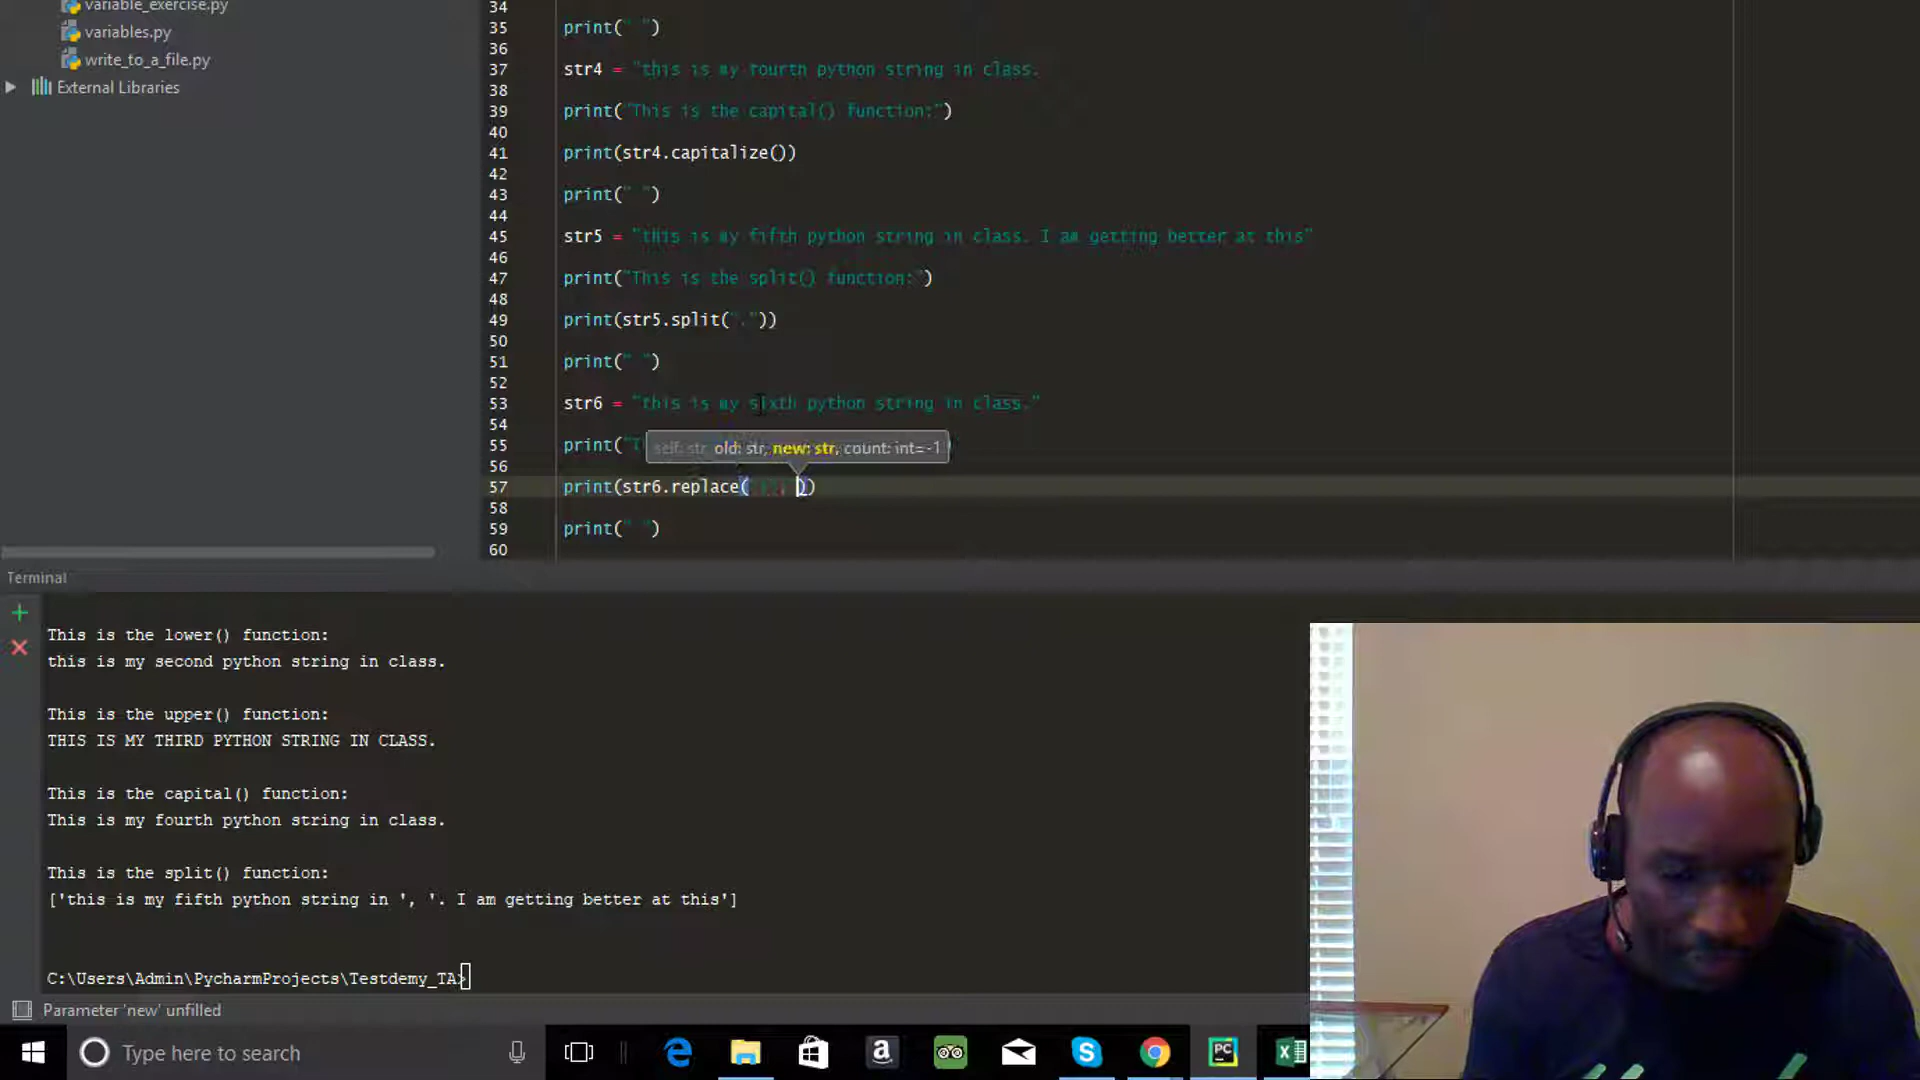 variable_exercise.py
variables.py
write_to_a_file.py
External Libraries
34
35 print(" ")
36
37 str4 = "this is my fourth python string in class.
38
39 print("This is the capital() function:")
40
41 print(str4.capitalize())
42
43 print(" ")
44
45 str5 = "this is my fifth python string in class. I am getting better at this"
46
47 print("This is the split() function:")
48
49 print(str5.split("."))
50
51 print(" ")
52
53 str6 = "this is my sixth python string in class."
54
55 print("T
self: str, old: str, new: str, count: int=-1
56
57 print(str6.replace( ))
58
59 print(" ")
60
Terminal
This is the lower() function:
this is my second python string in class.
This is the upper() function:
THIS IS MY THIRD PYTHON STRING IN CLASS.
This is the capital() function:
This is my fourth python string in class.
This is the split() function:
['this is my fifth python string in ', '. I am getting better at this']
C:\Users\Admin\PycharmProjects\Testdemy_TA>
Parameter 'new' unfilled
Type here to search